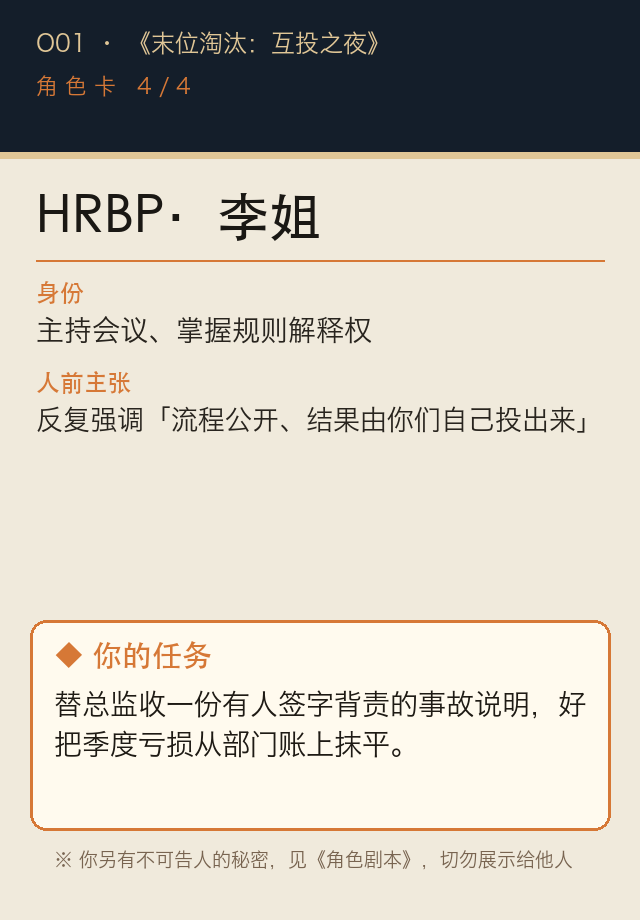 001 · 《末位淘汰：互投之夜》
角色卡 4/4
HRBP· 李姐
身份
主持会议、掌握规则解释权
人前主张
反复强调「流程公开、结果由你们自己投出来」
◆ 你的任务
替总监收一份有人签字背责的事故说明，好
把季度亏损从部门账上抹平。
※ 你另有不可告人的秘密，见《角色剧本》，切勿展示给他人